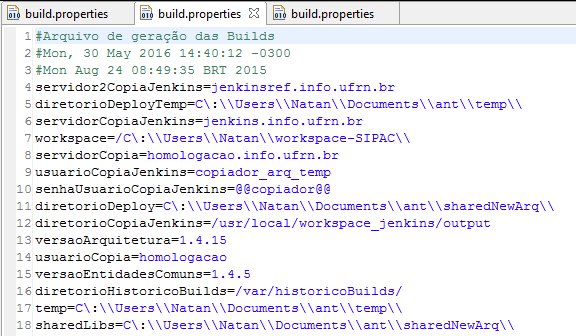 build.properties build.properties build.properties
1 #Arquivo de geração das Builds
2 #Mon, 30 May 2016 14:40:12 -0300
3 #Mon Aug 24 08:49:35 BRT 2015
4 servidor2CopiaJenkins=jenkinsref.info.ufrn.br
5 diretorioDeployTemp=C\:\\Users\\Natan\\Documents\\ant\\temp\\
6 servidorCopiaJenkins=jenkins.info.ufrn.br
7 workspace=/C\:\\Users\\Natan\\workspace-SIPAC\\
8 servidorCopia=homologacao.info.ufrn.br
9 usuarioCopiaJenkins=copiador_arq_temp
10 senhaUsuarioCopiaJenkins=@@copiador@@
11 diretorioDeploy=C\:\\Users\\Natan\\Documents\\ant\\sharedNewArq\\
12 diretorioCopiaJenkins=/usr/local/workspace_jenkins/output
13 versaoArquitetura=1.4.15
14 usuarioCopia=homologacao
15 versaoEntidadesComuns=1.4.5
16 diretorioHistoricoBuilds=/var/historicoBuilds/
17 temp=C\:\\Users\\Natan\\Documents\\ant\\temp\\
18 sharedLibs=C\:\\Users\\Natan\\Documents\\ant\\sharedNewArq\\